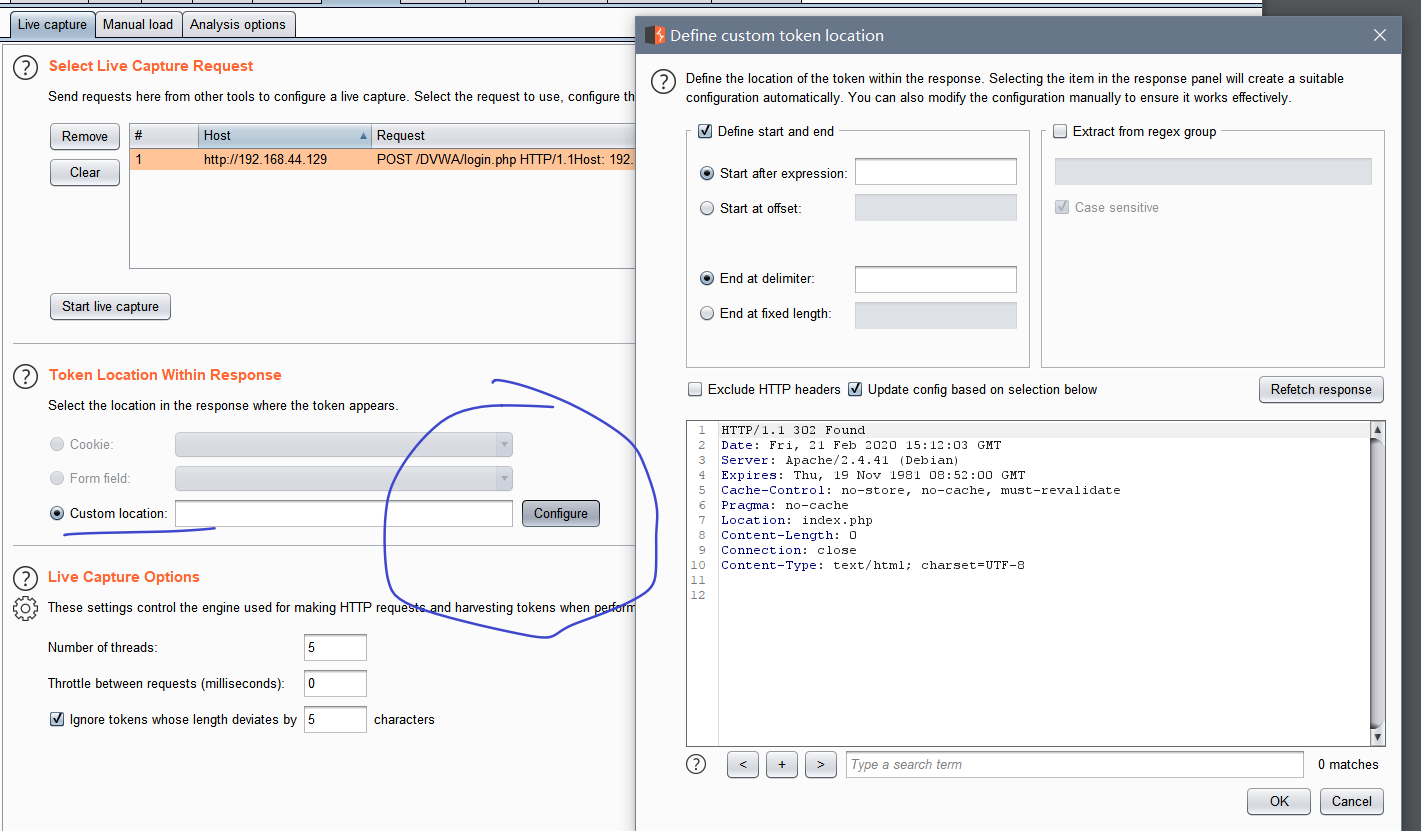 Live capture
Manual load
Analysis options
Select Live Capture Request
Send requests here from other tools to configure a live capture. Select the request to use, configure th
Remove
Clear
# Host Request
1 http://192.168.44.129 POST /DVWA/login.php HTTP/1.1Host: 192.
Start live capture
Token Location Within Response
Select the location in the response where the token appears.
Cookie:
Form field:
Custom location:
Configure
Live Capture Options
These settings control the engine used for making HTTP requests and harvesting tokens when perform
Number of threads: 5
Throttle between requests (milliseconds): 0
Ignore tokens whose length deviates by 5 characters
Define custom token location
Define the location of the token within the response. Selecting the item in the response panel will create a suitable
configuration automatically. You can also modify the configuration manually to ensure it works effectively.
Define start and end
Start after expression:
Start at offset:
End at delimiter:
End at fixed length:
Extract from regex group
Case sensitive
Exclude HTTP headers
Update config based on selection below
Refetch response
1 HTTP/1.1 302 Found
2 Date: Fri, 21 Feb 2020 15:12:03 GMT
3 Server: Apache/2.4.41 (Debian)
4 Expires: Thu, 19 Nov 1981 08:52:00 GMT
5 Cache-Control: no-store, no-cache, must-revalidate
6 Pragma: no-cache
7 Location: index.php
8 Content-Length: 0
9 Connection: close
10 Content-Type: text/html; charset=UTF-8
11
12
< + >
Type a search term
0 matches
OK
Cancel